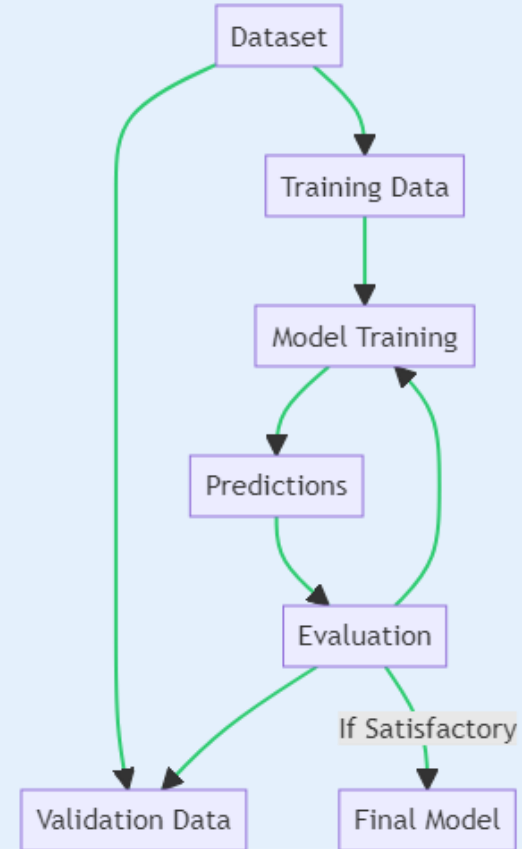 Dataset
Training Data
Model Training
Predictions
Evaluation
If Satisfactory
Validation Data
Final Model